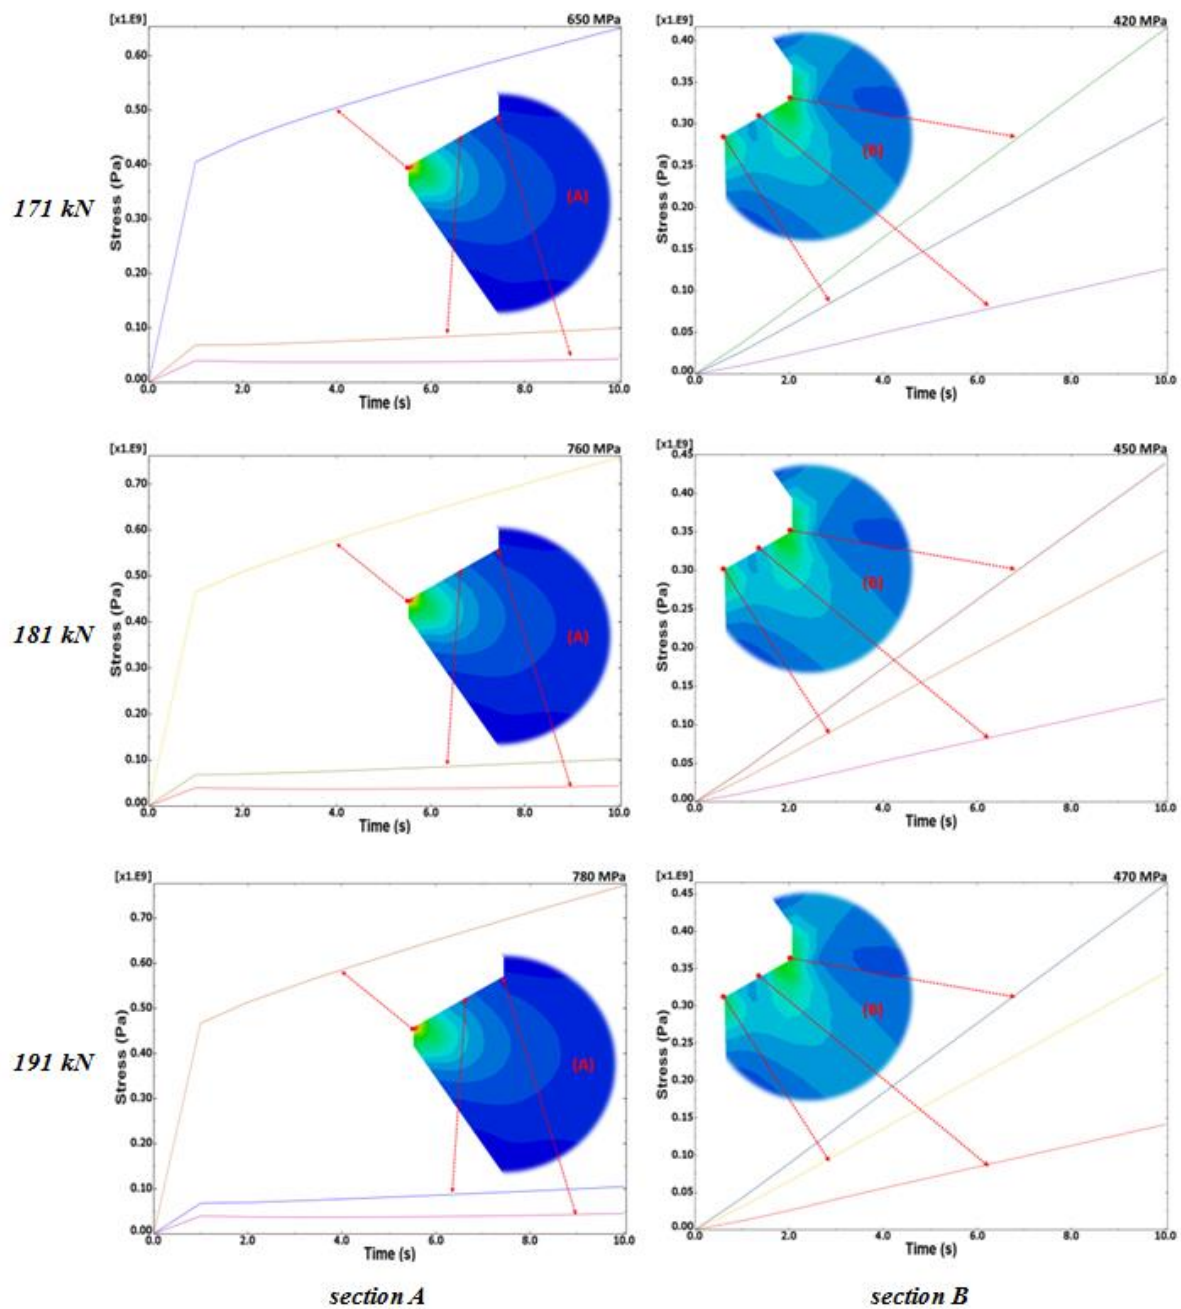 [x1.E9] 650 MPa
0.60
0.50
0.40
0.30
0.20
0.10
0.00
Stress (Pa)
(A)
0.0 2.0 4.0 6.0 8.0 10.0
Time (s)
171 kN
[x1.E9] 420 MPa
0.40
0.35
0.30
0.25
0.20
0.15
0.10
0.05
0.00
Stress (Pa)
(B)
0.0 2.0 4.0 6.0 8.0 10.0
Time (s)
[x1.E9] 760 MPa
0.70
0.60
0.50
0.40
0.30
0.20
0.10
0.00
Stress (Pa)
(A)
0.0 2.0 4.0 6.0 8.0 10.0
Time (s)
181 kN
[x1.E9] 450 MPa
0.45
0.40
0.35
0.30
0.25
0.20
0.15
0.10
0.05
0.00
Stress (Pa)
(B)
0.0 2.0 4.0 6.0 8.0 10.0
Time (s)
[x1.E9] 780 MPa
0.70
0.60
0.50
0.40
0.30
0.20
0.10
0.00
Stress (Pa)
(A)
0.0 2.0 4.0 6.0 8.0 10.0
Time (s)
191 kN
[x1.E9] 470 MPa
0.45
0.40
0.35
0.30
0.25
0.20
0.15
0.10
0.05
0.00
Stress (Pa)
(B)
0.0 2.0 4.0 6.0 8.0 10.0
Time (s)
section A
section B